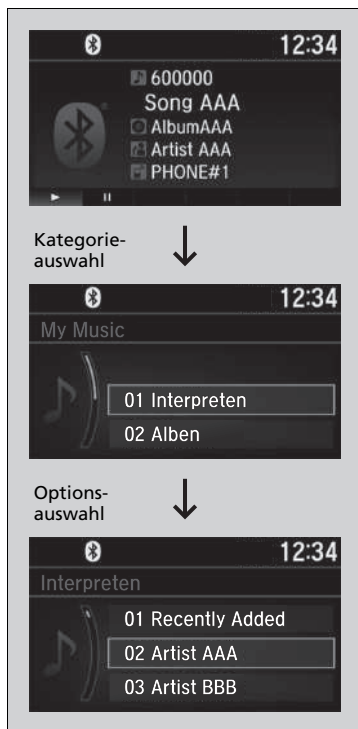 12:34
600000
Song AAA
AlbumAAA
Artist AAA
PHONE#1
Kategorie-
auswahl
12:34
My Music
01 Interpreten
02 Alben
Options-
auswahl
12:34
Interpreten
01 Recently Added
02 Artist AAA
03 Artist BBB